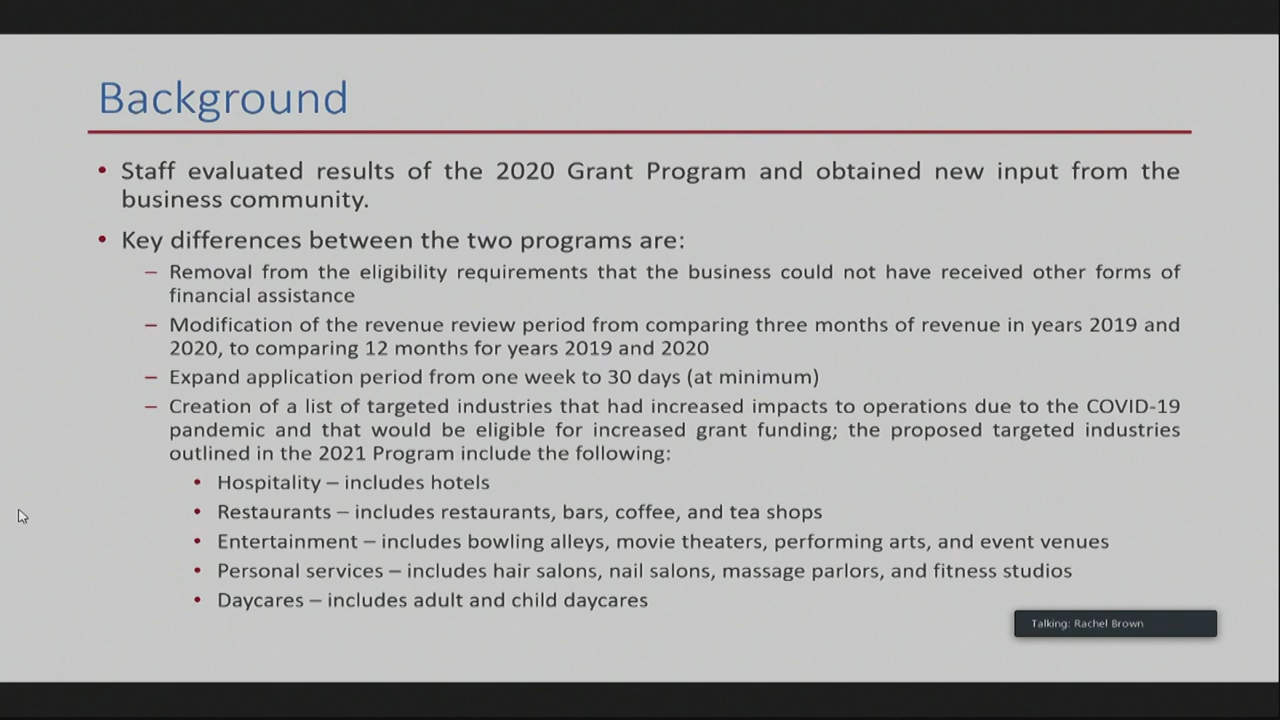 Background
• Staff evaluated results of the 2020 Grant Program and obtained new input from the
business community.
• Key differences between the two programs are:
– Removal from the eligibility requirements that the business could not have received other forms of
financial assistance
– Modification of the revenue review period from comparing three months of revenue in years 2019 and
2020, to comparing 12 months for years 2019 and 2020
– Expand application period from one week to 30 days (at minimum)
– Creation of a list of targeted industries that had increased impacts to operations due to the COVID-19
pandemic and that would be eligible for increased grant funding; the proposed targeted industries
outlined in the 2021 Program include the following:
• Hospitality – includes hotels
• Restaurants – includes restaurants, bars, coffee, and tea shops
• Entertainment – includes bowling alleys, movie theaters, performing arts, and event venues
• Personal services – includes hair salons, nail salons, massage parlors, and fitness studios
• Daycares – includes adult and child daycares
Talking: Rachel Brown